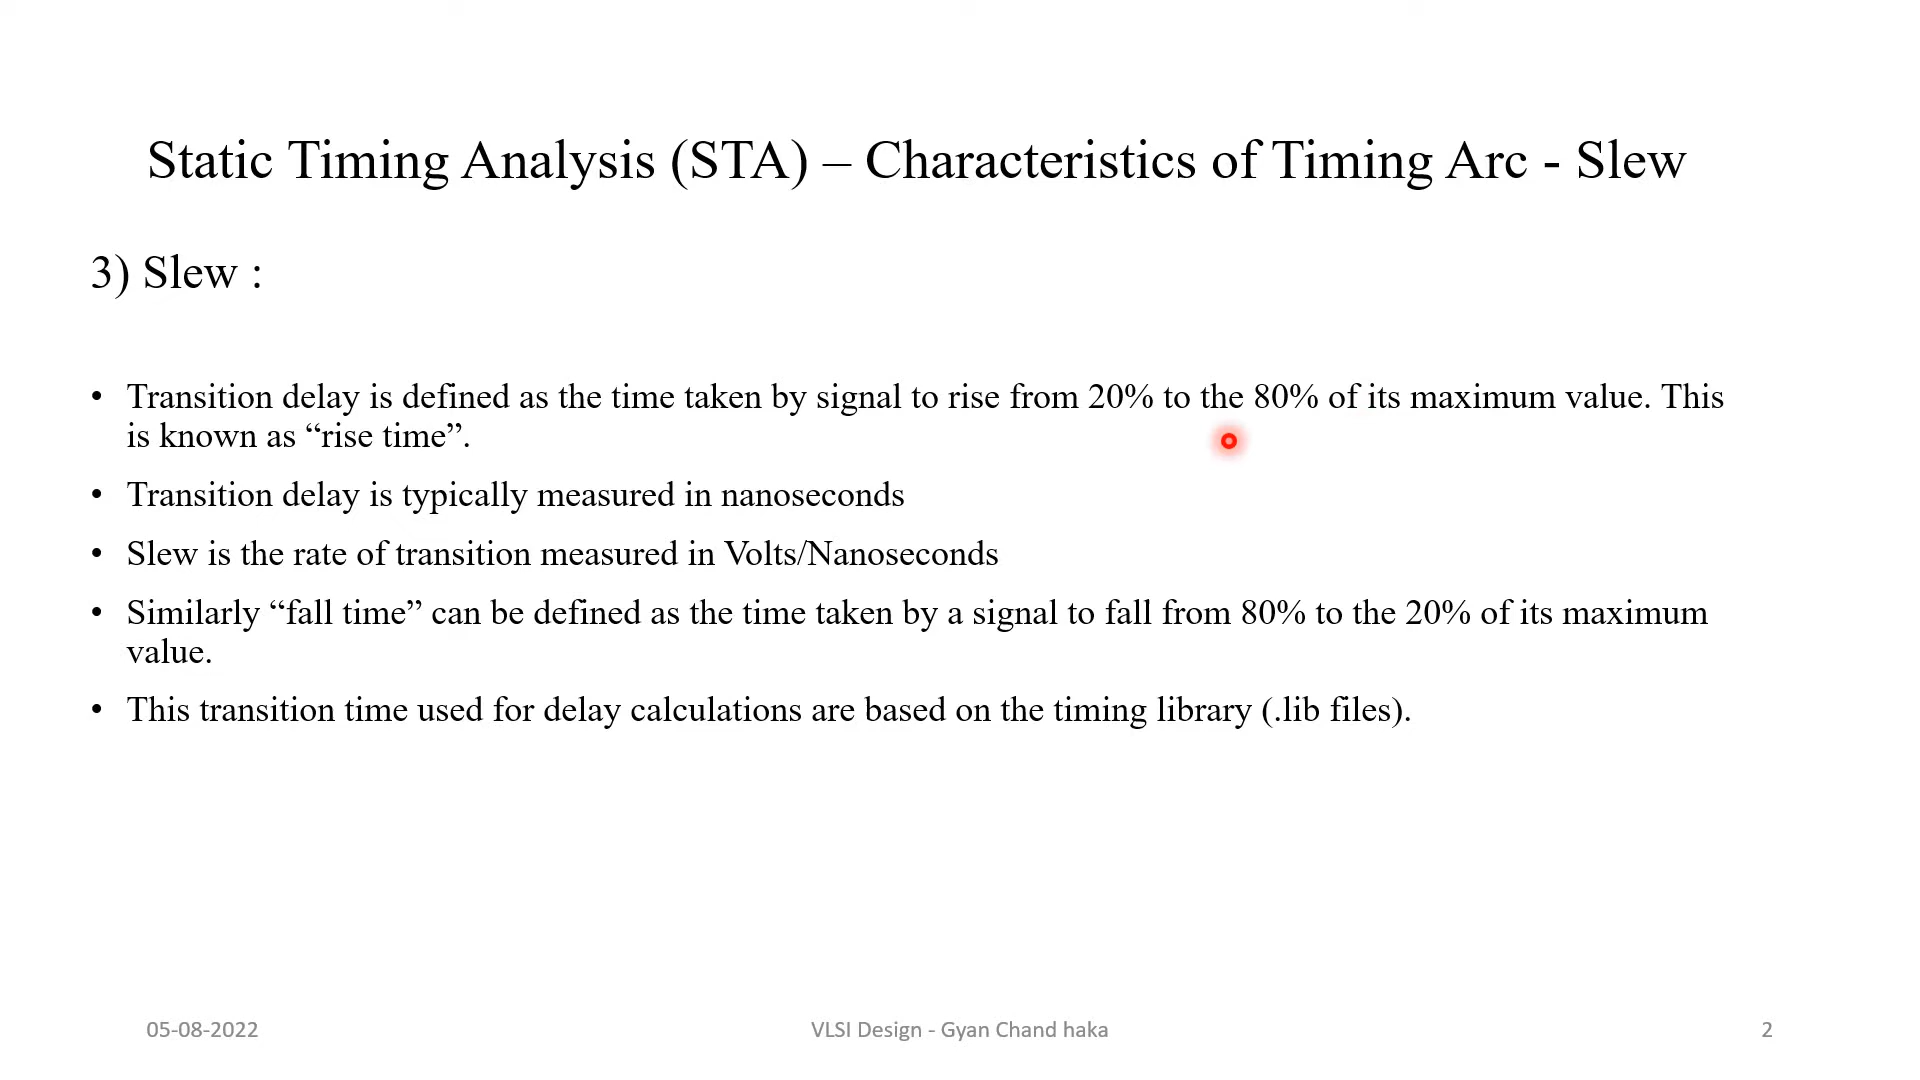 Static Timing Analysis (STA) – Characteristics of Timing Arc - Slew
3) Slew :
• Transition delay is defined as the time taken by signal to rise from 20% to the 80% of its maximum value. This
is known as “rise time”.
• Transition delay is typically measured in nanoseconds
• Slew is the rate of transition measured in Volts/Nanoseconds
• Similarly “fall time” can be defined as the time taken by a signal to fall from 80% to the 20% of its maximum
value.
• This transition time used for delay calculations are based on the timing library (.lib files).
05-08-2022
VLSI Design - Gyan Chand haka
2